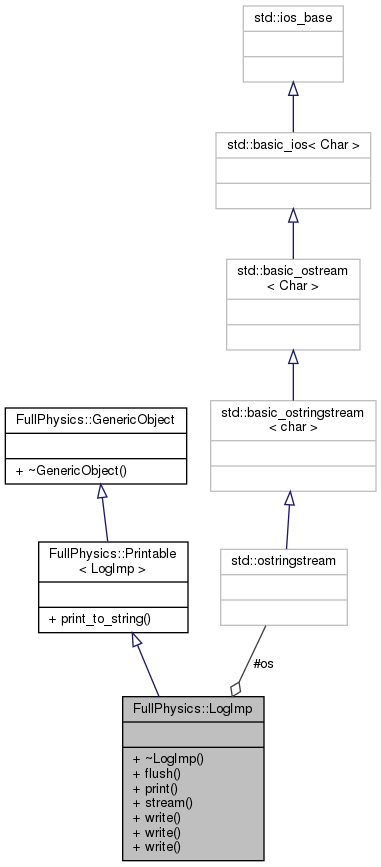 std::ios_base
std::basic_ios< Char >
std::basic_ostream
< Char >
std::basic_ostringstream
< char >
FullPhysics::GenericObject
+ ~GenericObject()
FullPhysics::Printable
< LogImp >
+ print_to_string()
std::ostringstream
#os
FullPhysics::LogImp
+ ~LogImp()
+ flush()
+ print()
+ stream()
+ write()
+ write()
+ write()